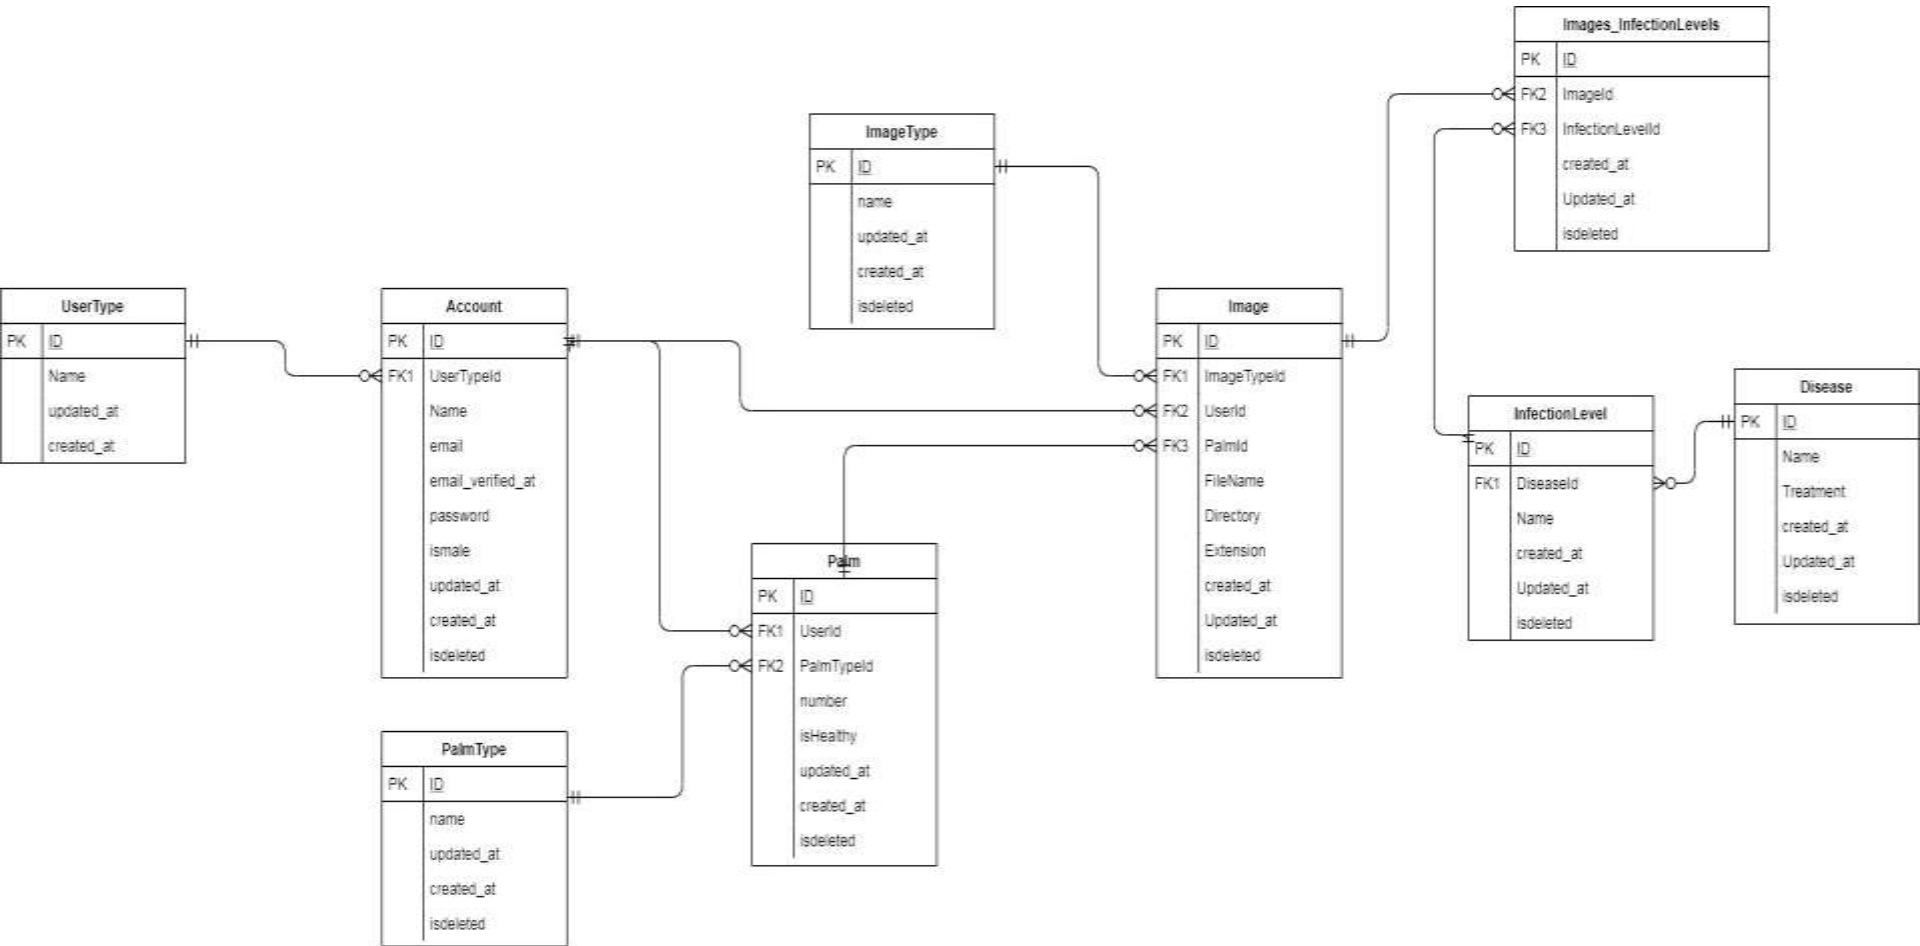 Images_InfectionLevels
PK ID
FK2 ImageId
FK3 InfectionLevelId
created_at
Updated_at
isdeleted
ImageType
PK ID
name
updated_at
created_at
isdeleted
UserType
PK ID
Name
updated_at
created_at
Account
PK ID
FK1 UserTypeId
Name
email
email_verified_at
password
ismale
updated_at
created_at
isdeleted
Image
PK ID
FK1 ImageTypeId
FK2 UserId
FK3 PalmId
FileName
Directory
Extension
created_at
Updated_at
isdeleted
InfectionLevel
PK ID
FK1 DiseaseId
Name
created_at
Updated_at
isdeleted
Disease
PK ID
Name
Treatment
created_at
Updated_at
isdeleted
Palm
PK ID
FK1 UserId
FK2 PalmTypeId
number
isHealthy
updated_at
created_at
isdeleted
PalmType
PK ID
name
updated_at
created_at
isdeleted